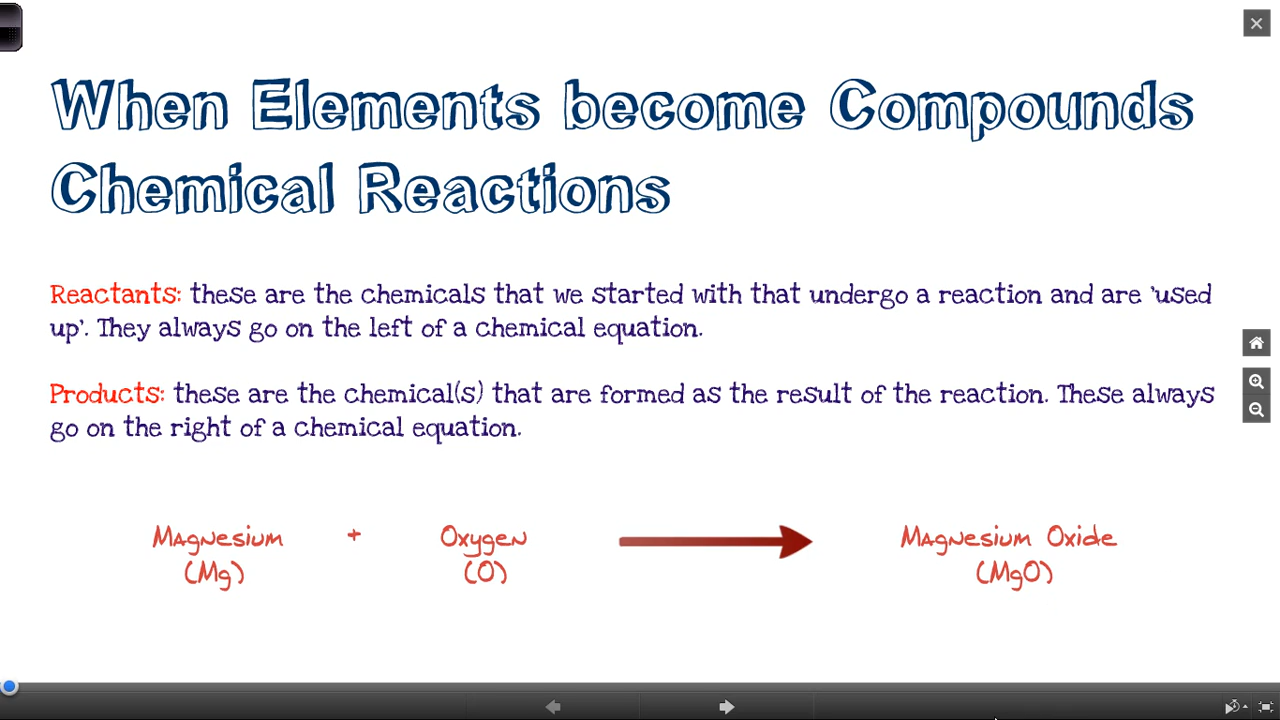 When Elements become Compounds
Chemical Reactions
Reactants: these are the chemicals that we started with that undergo a reaction and are 'used
up'. They always go on the left of a chemical equation.
Products: these are the chemical(s) that are formed as the result of the reaction. These always
go on the right of a chemical equation.
Magnesium + Oxygen Magnesium Oxide
(Mg) (O) (MgO)